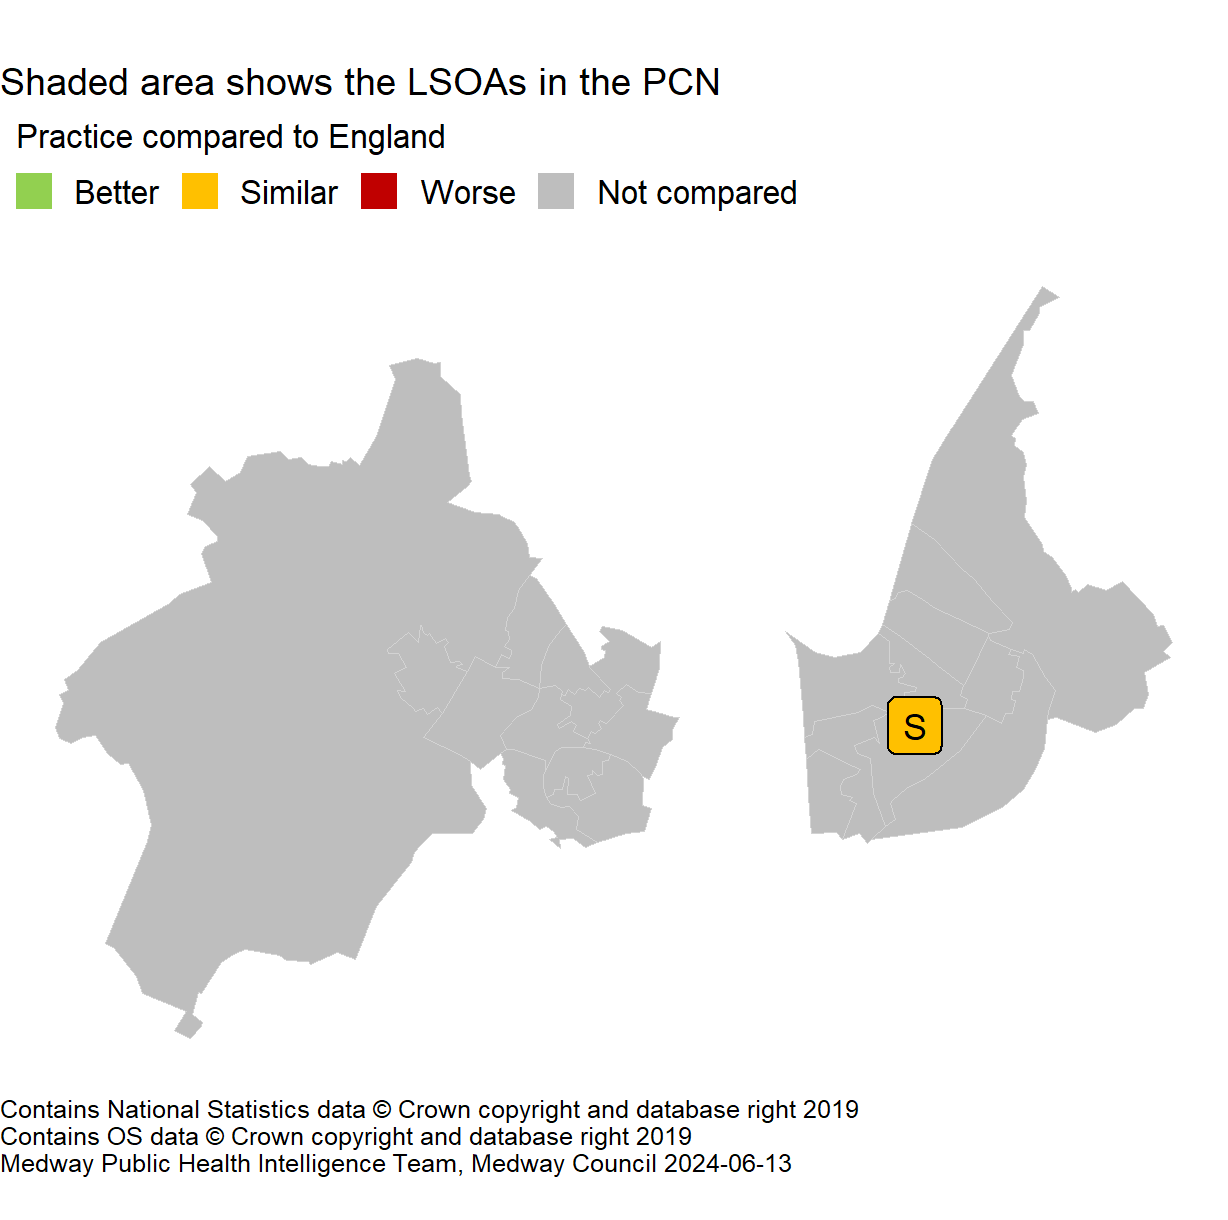 Shaded area shows the LSOAs in the PCN
Practice compared to England
Better Similar Worse Not compared
S
Contains National Statistics data © Crown copyright and database right 2019
Contains OS data © Crown copyright and database right 2019
Medway Public Health Intelligence Team, Medway Council 2024-06-13